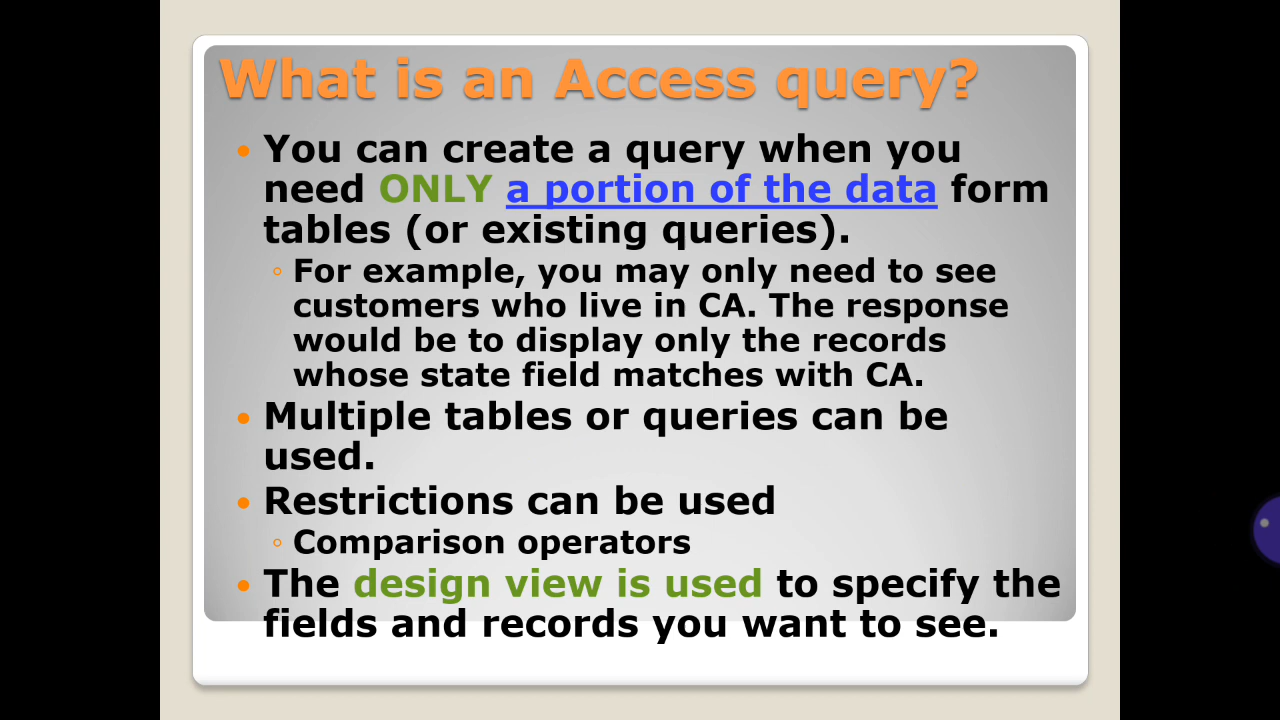 What is an Access query?
• You can create a query when you
need ONLY a portion of the data form
tables (or existing queries).
◦ For example, you may only need to see
customers who live in CA. The response
would be to display only the records
whose state field matches with CA.
• Multiple tables or queries can be
used.
• Restrictions can be used
◦ Comparison operators
• The design view is used to specify the
fields and records you want to see.